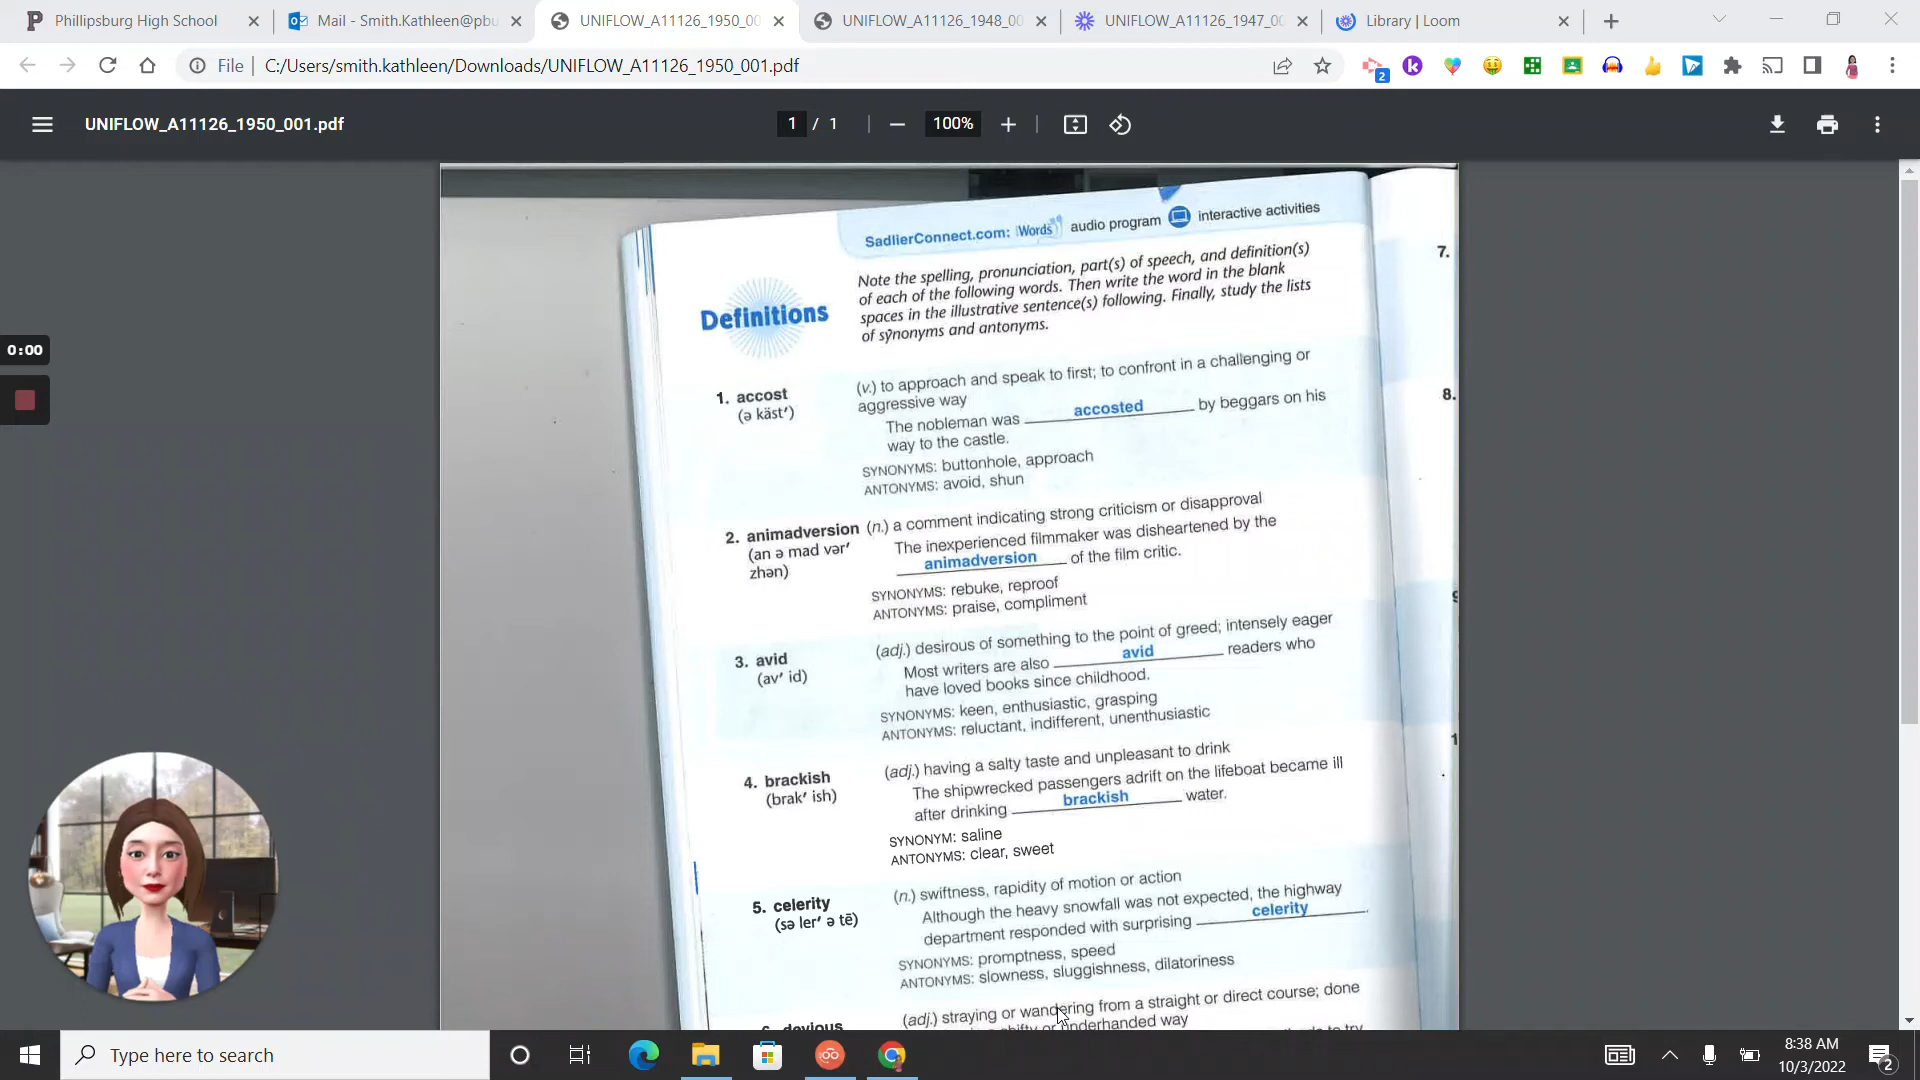 Phillipsburg High School
Mail - Smith.Kathleen@pbu
UNIFLOW_A11126_1950_00
UNIFLOW_A11126_1948_00
UNIFLOW_A11126_1947_00
Library | Loom
File
C:/Users/smith.kathleen/Downloads/UNIFLOW_A11126_1950_001.pdf
2
UNIFLOW_A11126_1950_001.pdf
1 / 1
100%
SadlierConnect.com: iWords audio program interactive activities
Definitions
Note the spelling, pronunciation, part(s) of speech, and definition(s)
of each of the following words. Then write the word in the blank
spaces in the illustrative sentence(s) following. Finally, study the lists
of synonyms and antonyms.
1. accost
(ə käst′)
(v.) to approach and speak to first; to confront in a challenging or
aggressive way
The nobleman was accosted by beggars on his
way to the castle.
SYNONYMS: buttonhole, approach
ANTONYMS: avoid, shun
2. animadversion
(an ə mad vər′
zhən)
(n.) a comment indicating strong criticism or disapproval
The inexperienced filmmaker was disheartened by the
animadversion of the film critic.
SYNONYMS: rebuke, reproof
ANTONYMS: praise, compliment
3. avid
(av′ id)
(adj.) desirous of something to the point of greed; intensely eager
Most writers are also avid readers who
have loved books since childhood.
SYNONYMS: keen, enthusiastic, grasping
ANTONYMS: reluctant, indifferent, unenthusiastic
4. brackish
(brak′ ish)
(adj.) having a salty taste and unpleasant to drink
The shipwrecked passengers adrift on the lifeboat became ill
after drinking brackish water.
SYNONYM: saline
ANTONYMS: clear, sweet
5. celerity
(sə ler′ ə tē)
(n.) swiftness, rapidity of motion or action
Although the heavy snowfall was not expected, the highway
department responded with surprising celerity.
SYNONYMS: promptness, speed
ANTONYMS: slowness, sluggishness, dilatoriness
6. devious
(adj.) straying or wandering from a straight or direct course; done
shifty or underhanded way
7.
8.
0:00
Type here to search
8:38 AM
10/3/2022
2